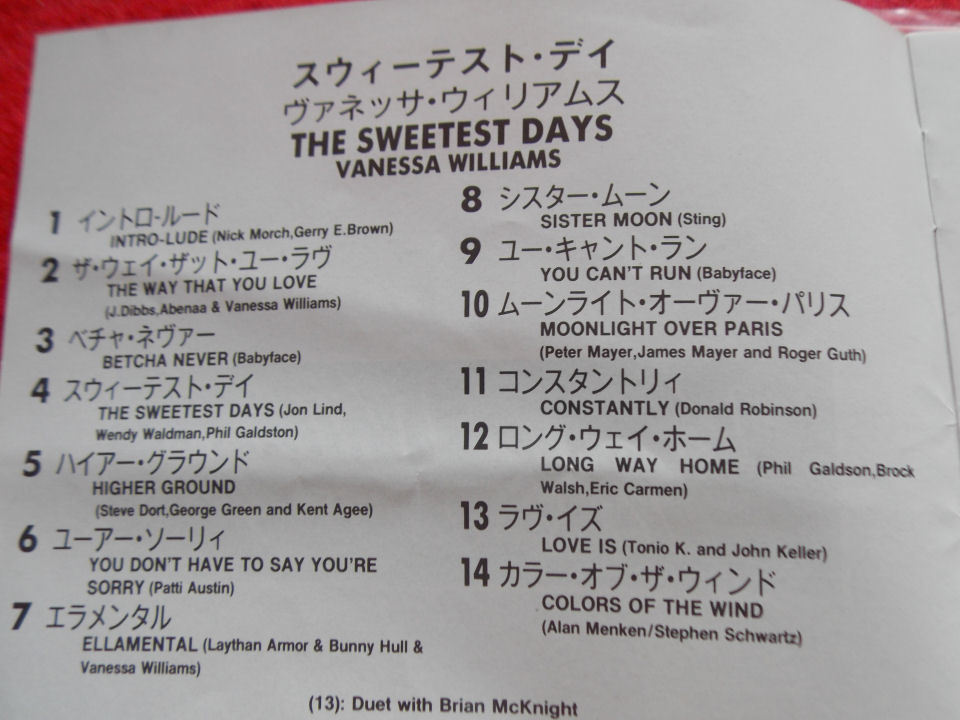 スウィーテスト・デイ
ヴァネッサ・ウィリアムス
THE SWEETEST DAYS
VANESSA WILLIAMS
1 イントロ-ルード
INTRO-LUDE (Nick Morch,Gerry E.Brown)
2 ザ・ウェイ・ザット・ユー・ラヴ
THE WAY THAT YOU LOVE
(J.Dibbs,Abenaa & Vanessa Williams)
3 ベチャ・ネヴァー
BETCHA NEVER (Babyface)
4 スウィーテスト・デイ
THE SWEETEST DAYS (Jon Lind,
Wendy Waldman,Phil Galdston)
5 ハイアー・グラウンド
HIGHER GROUND
(Steve Dort,George Green and Kent Agee)
6 ユーアー・ソーリィ
YOU DON'T HAVE TO SAY YOU'RE
SORRY (Patti Austin)
7 エラメンタル
ELLAMENTAL (Laythan Armor & Bunny Hull &
Vanessa Williams)
8 シスター・ムーン
SISTER MOON (Sting)
9 ユー・キャント・ラン
YOU CAN'T RUN (Babyface)
10 ムーンライト・オーヴァー・パリス
MOONLIGHT OVER PARIS
(Peter Mayer,James Mayer and Roger Guth)
11 コンスタントリィ
CONSTANTLY (Donald Robinson)
12 ロング・ウェイ・ホーム
LONG WAY HOME (Phil Galdson,Brock
Walsh,Eric Carmen)
13 ラヴ・イズ
LOVE IS (Tonio K. and John Keller)
14 カラー・オブ・ザ・ウィンド
COLORS OF THE WIND
(Alan Menken/Stephen Schwartz)
(13): Duet with Brian McKnight